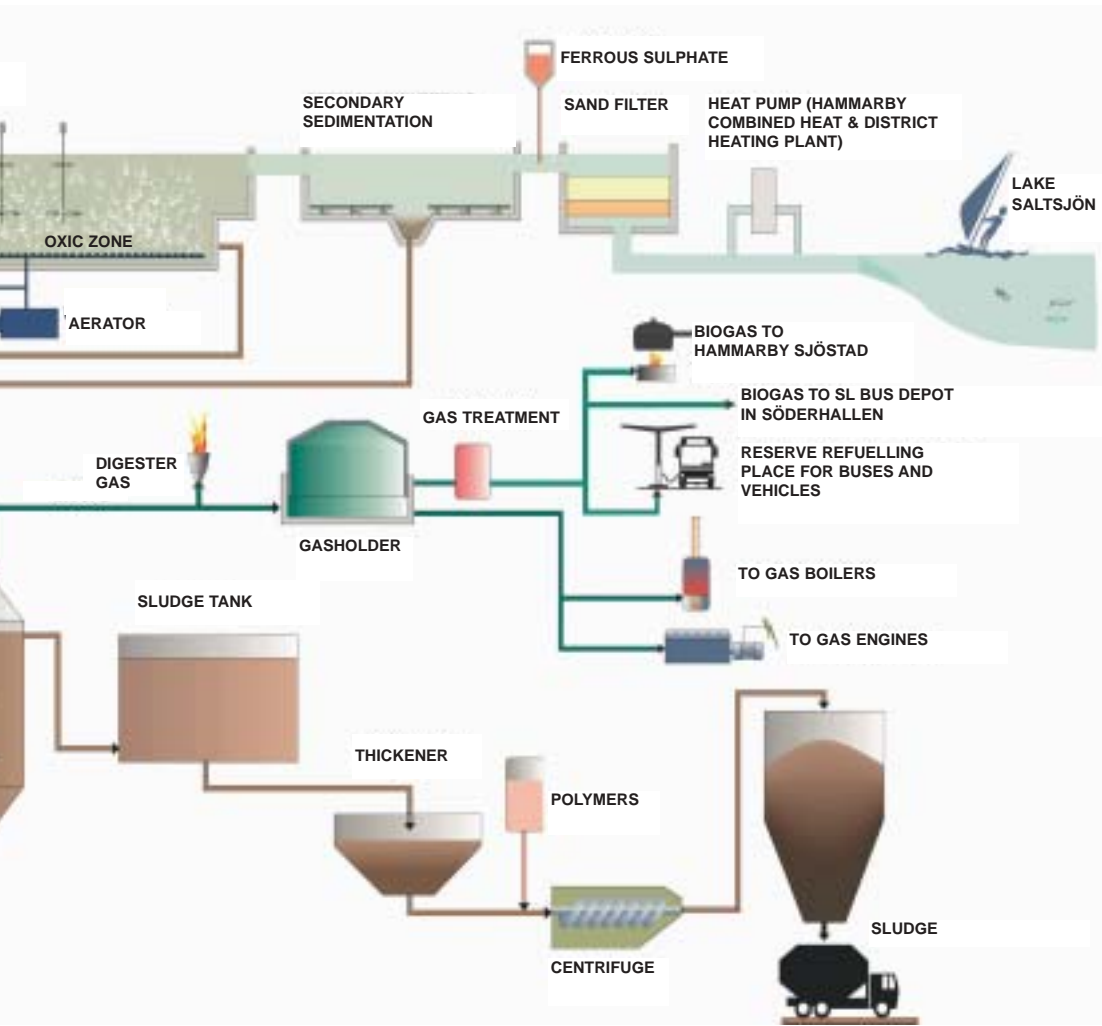 FERROUS SULPHATE
SECONDARY
SEDIMENTATION
SAND FILTER
HEAT PUMP (HAMMARBY
COMBINED HEAT & DISTRICT
HEATING PLANT)
LAKE
SALTSJÖN
OXIC ZONE
AERATOR
BIOGAS TO
HAMMARBY SJÖSTAD
BIOGAS TO SL BUS DEPOT
IN SÖDERHALLEN
GAS TREATMENT
RESERVE REFUELLING
PLACE FOR BUSES AND
VEHICLES
DIGESTER
GAS
GASHOLDER
TO GAS BOILERS
SLUDGE TANK
TO GAS ENGINES
THICKENER
POLYMERS
SLUDGE
CENTRIFUGE